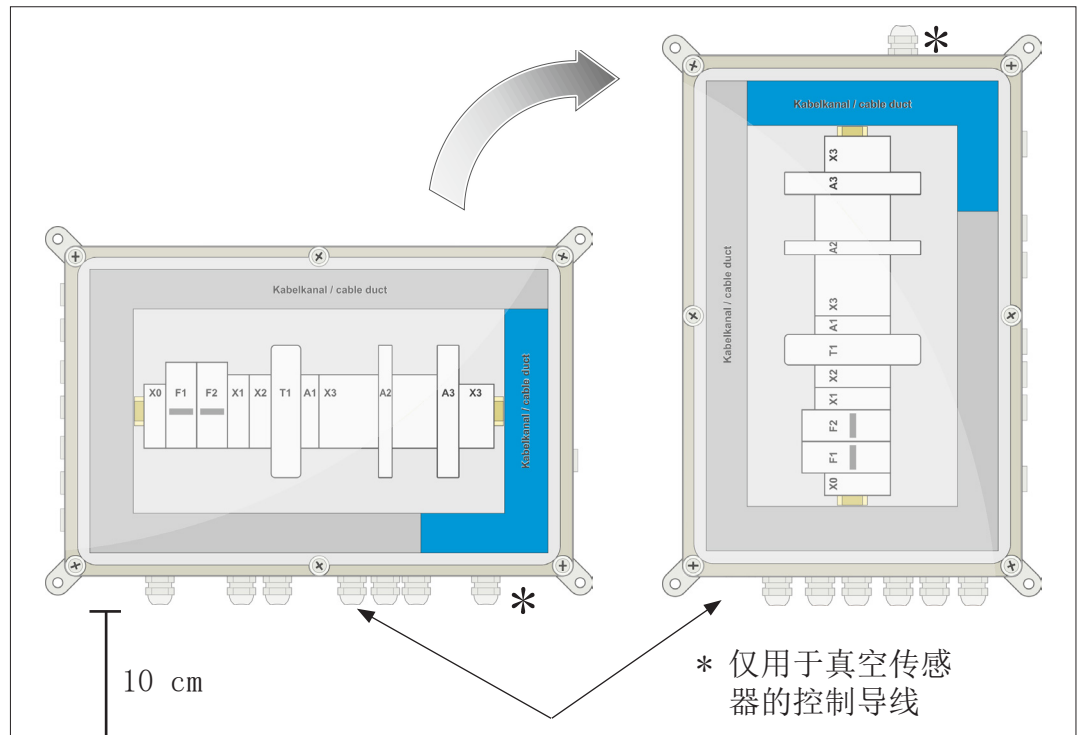 Kabelkanal / cable duct
X0 F1 F2 X1 X2 T1 A1 X3 A2 A3 X3
Kabelkanal / cable duct
*
10 cm
*
Kabelkanal / cable duct
Kabelkanal / cable duct
X3
A3
A2
X3
A1
T1
X2
X1
F2
F1
X0
* 仅用于真空传感
器的控制导线